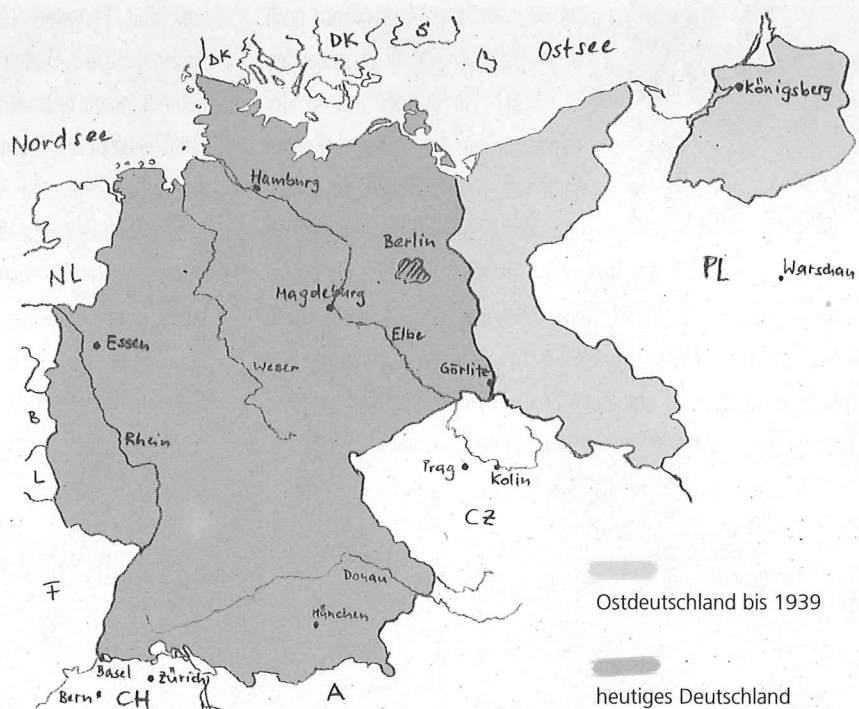 DK
DK
S
Ostsee
Königsberg
Nordsee
Hamburg
Berlin
NL
PL
Warschau
Magdeburg
Essen
Elbe
Weser
Görlitz
B
Rhein
L
Prag
Kolin
CZ
F
Donau
Ostdeutschland bis 1939
München
Basel
Zürich
Bern
CH
A
heutiges Deutschland